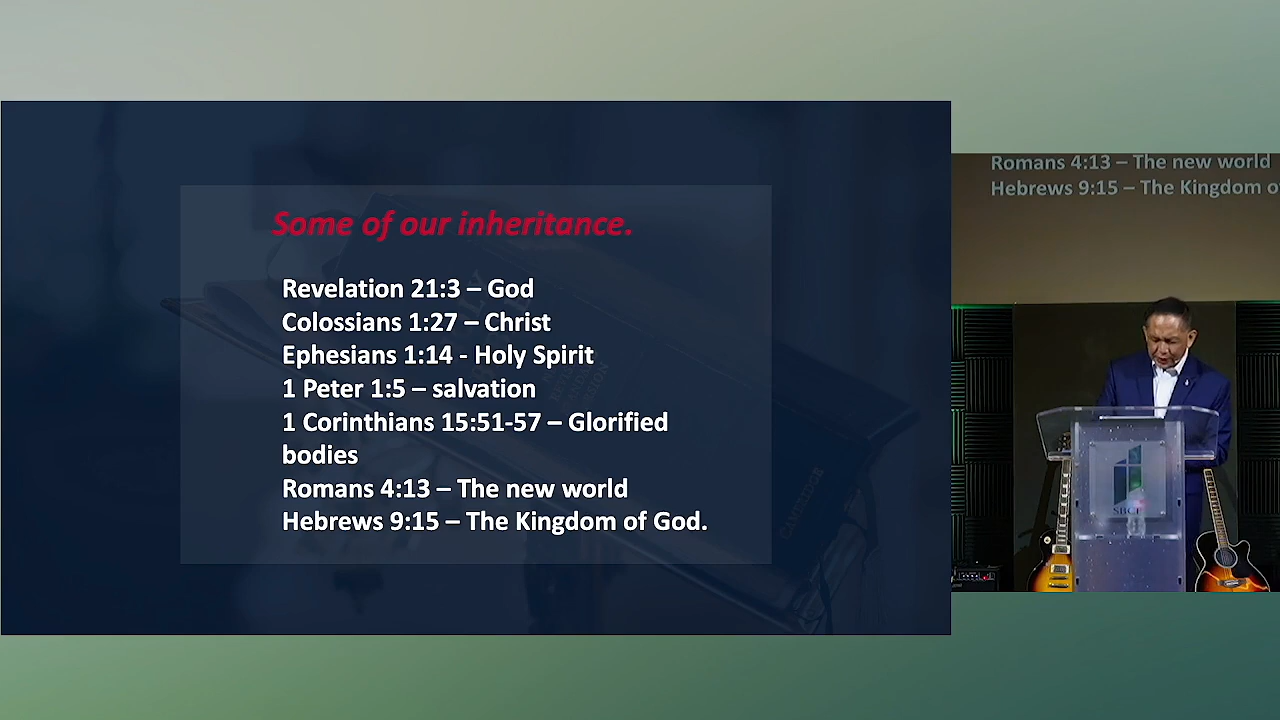 Some of our inheritance.
Revelation 21:3 – God
Colossians 1:27 – Christ
Ephesians 1:14 - Holy Spirit
1 Peter 1:5 – salvation
1 Corinthians 15:51-57 – Glorified
bodies
Romans 4:13 – The new world
Hebrews 9:15 – The Kingdom of God.
Romans 4:13 – The new world
Hebrews 9:15 – The Kingdom o
HOLY
CAMBRIDGE